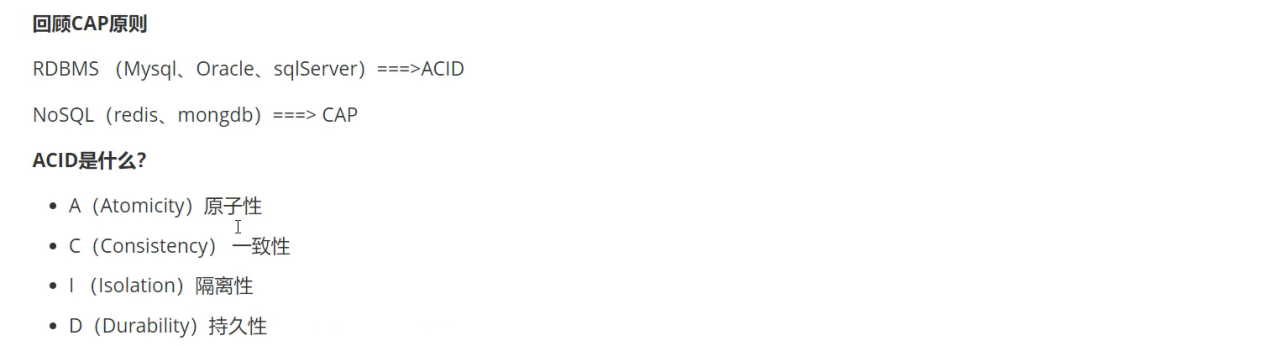 回顾CAP原则
RDBMS （Mysql、Oracle、sqlServer）===>ACID
NoSQL（redis、mongdb）===> CAP
ACID是什么？
• A（Atomicity）原子性
• C（Consistency） 一致性
• I （Isolation）隔离性
• D（Durability）持久性